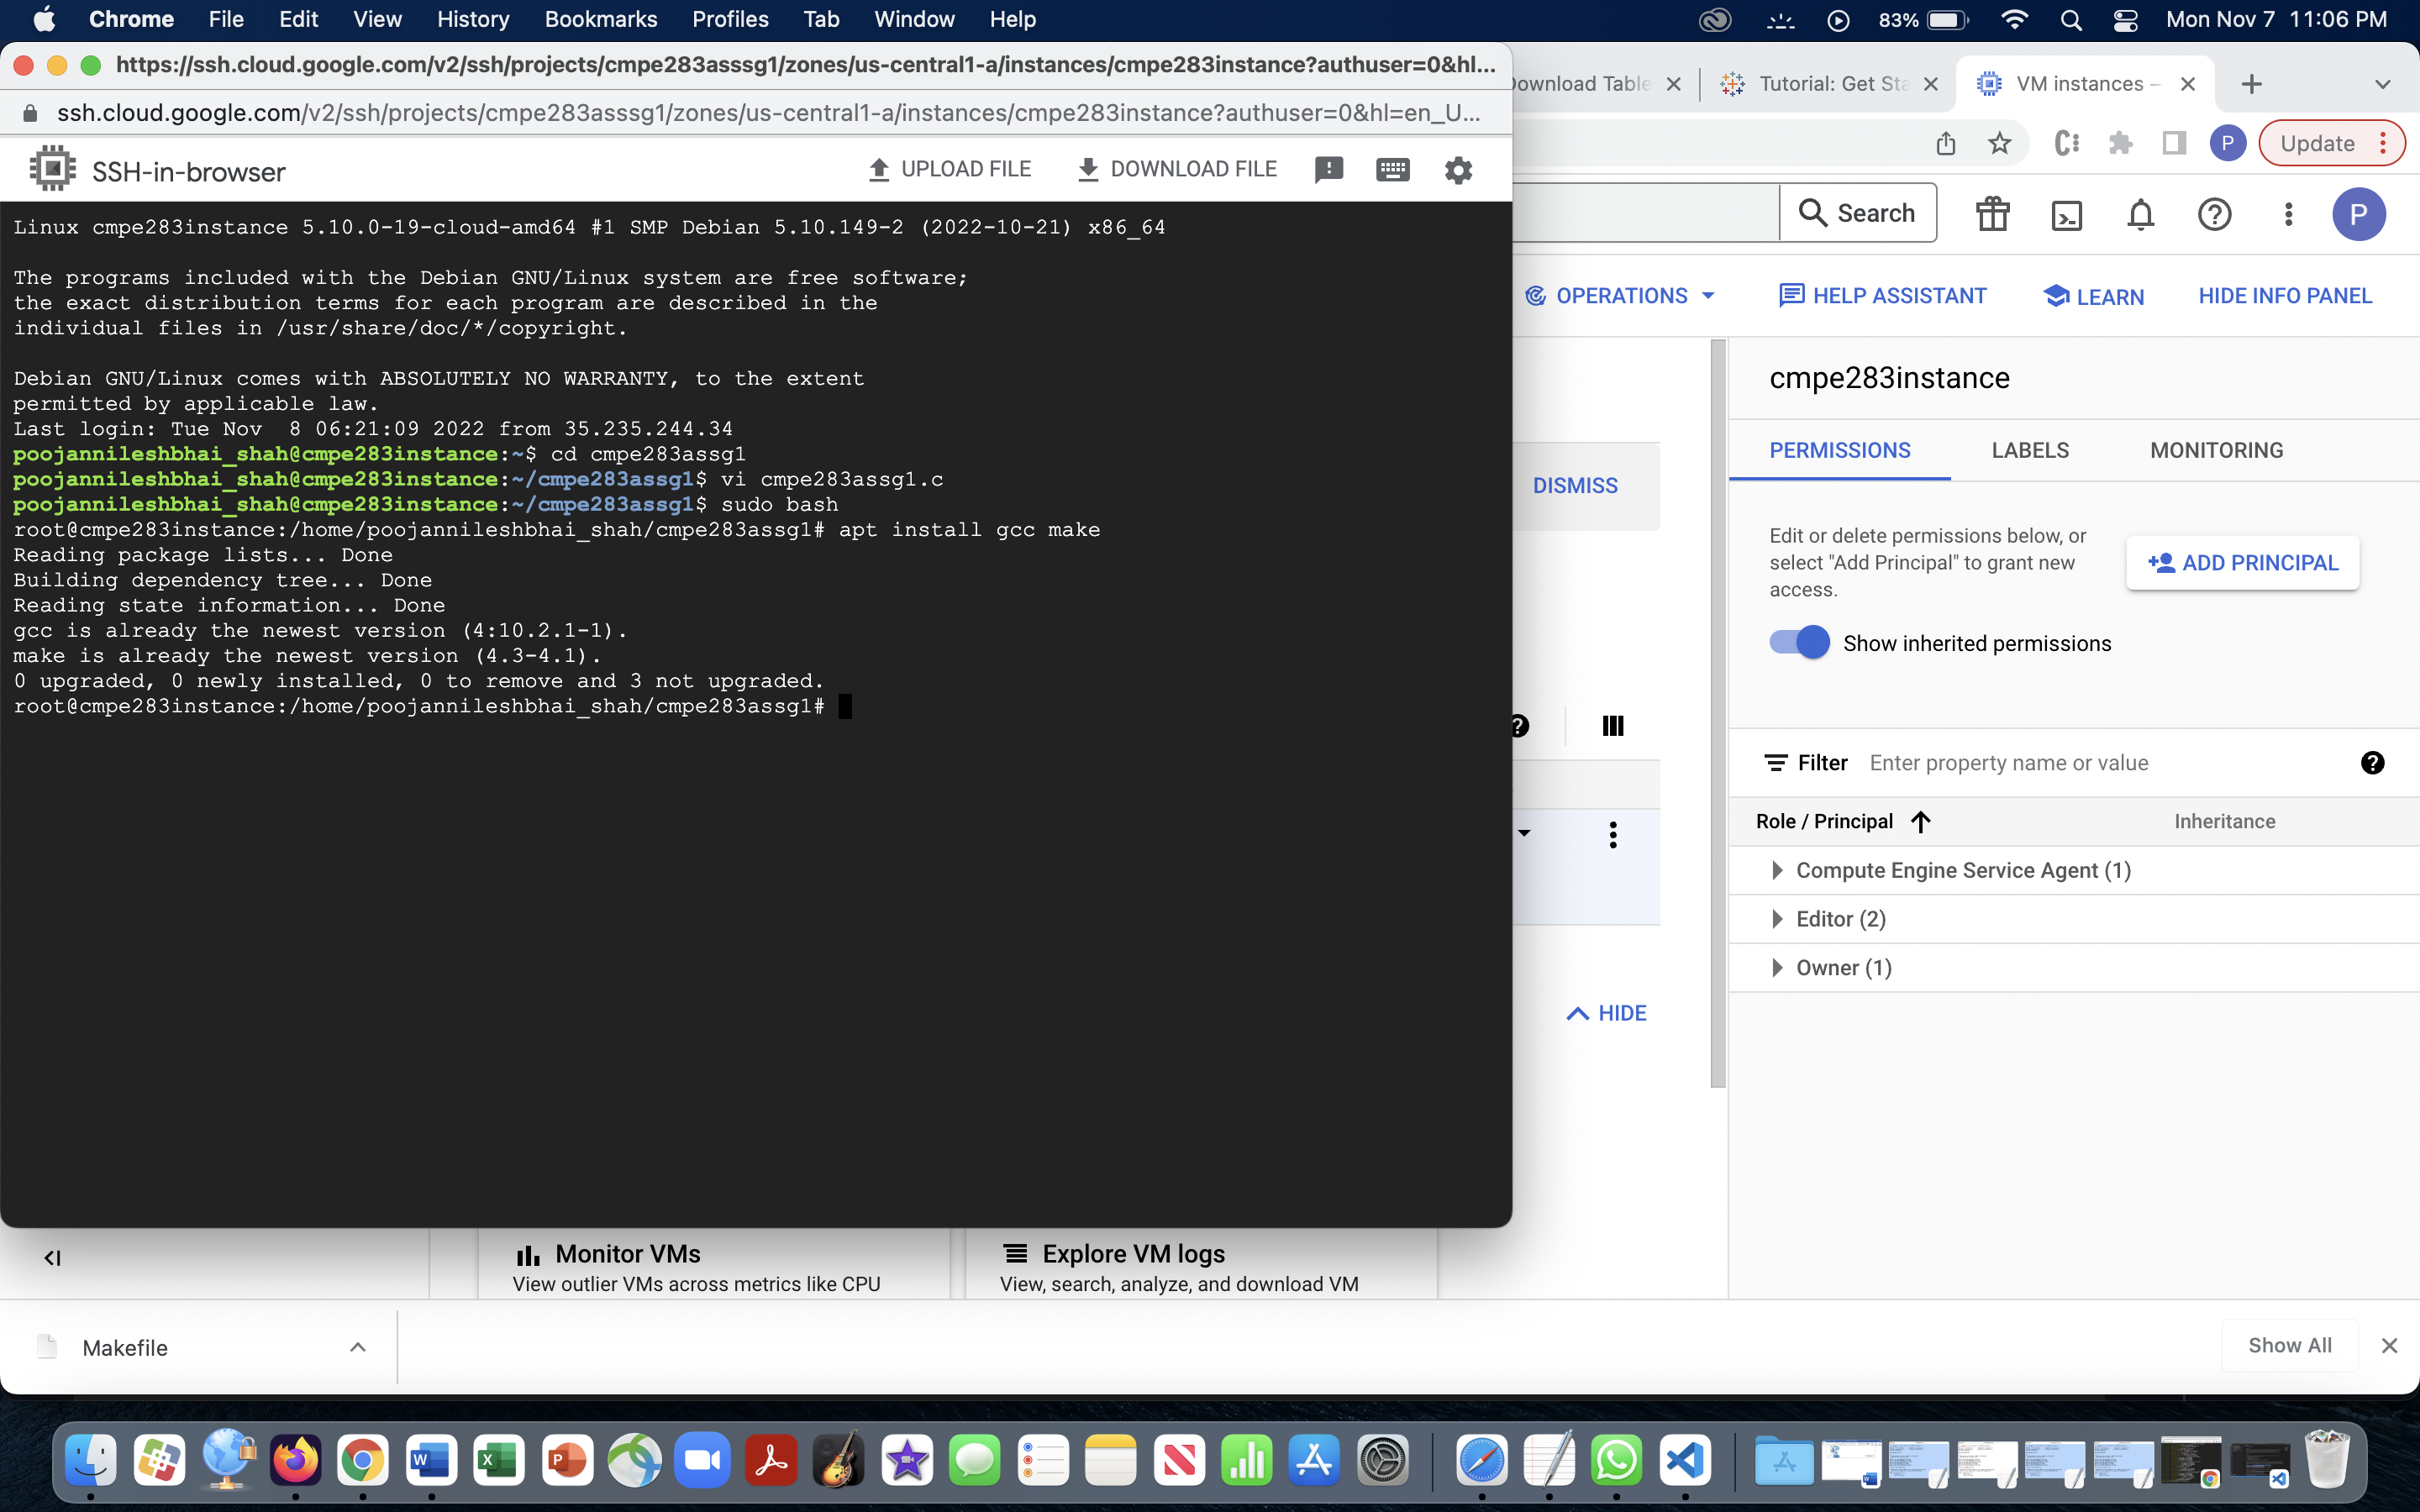 Chrome File Edit View History Bookmarks Profiles Tab Window Help 83% Mon Nov 7 11:06 PM
https://ssh.cloud.google.com/v2/ssh/projects/cmpe283asssg1/zones/us-central1-a/instances/cmpe283instance?authuser=0&hl...
ownload Table Tutorial: Get Sta VM instances –
ssh.cloud.google.com/v2/ssh/projects/cmpe283asssg1/zones/us-central1-a/instances/cmpe283instance?authuser=0&hl=en_U...
P Update
SSH-in-browser UPLOAD FILE DOWNLOAD FILE
Search P
OPERATIONS HELP ASSISTANT LEARN HIDE INFO PANEL
Linux cmpe283instance 5.10.0-19-cloud-amd64 #1 SMP Debian 5.10.149-2 (2022-10-21) x86_64
The programs included with the Debian GNU/Linux system are free software;
the exact distribution terms for each program are described in the
individual files in /usr/share/doc/*/copyright.
Debian GNU/Linux comes with ABSOLUTELY NO WARRANTY, to the extent
permitted by applicable law.
Last login: Tue Nov  8 06:21:09 2022 from 35.235.244.34
poojannileshbhai_shah@cmpe283instance:~$ cd cmpe283assg1
poojannileshbhai_shah@cmpe283instance:~/cmpe283assg1$ vi cmpe283assg1.c
poojannileshbhai_shah@cmpe283instance:~/cmpe283assg1$ sudo bash
root@cmpe283instance:/home/poojannileshbhai_shah/cmpe283assg1# apt install gcc make
Reading package lists... Done
Building dependency tree... Done
Reading state information... Done
gcc is already the newest version (4:10.2.1-1).
make is already the newest version (4.3-4.1).
0 upgraded, 0 newly installed, 0 to remove and 3 not upgraded.
root@cmpe283instance:/home/poojannileshbhai_shah/cmpe283assg1#
DISMISS
HIDE
cmpe283instance
PERMISSIONS LABELS MONITORING
Edit or delete permissions below, or
select "Add Principal" to grant new
access.
ADD PRINCIPAL
Show inherited permissions
Filter Enter property name or value
Role / Principal Inheritance
Compute Engine Service Agent (1)
Editor (2)
Owner (1)
Monitor VMs
View outlier VMs across metrics like CPU
Explore VM logs
View, search, analyze, and download VM
Makefile Show All